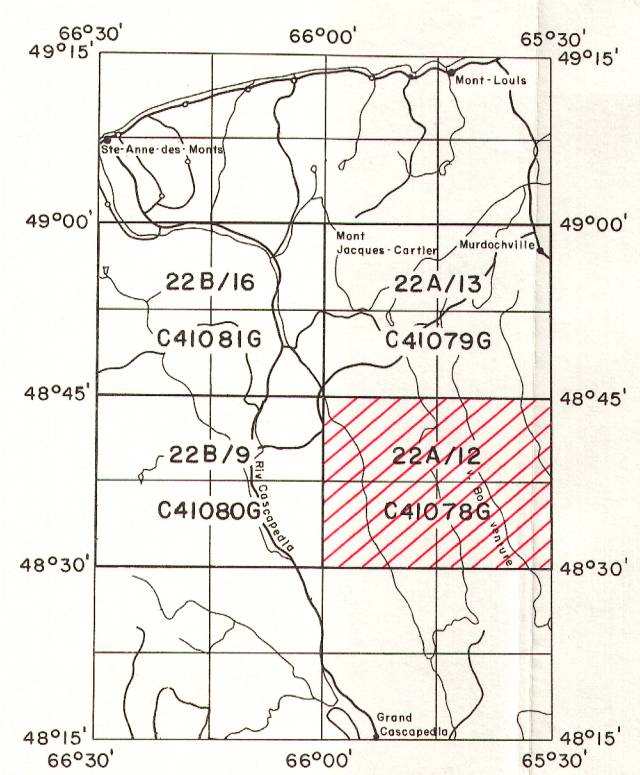 66°30' 66°00' 65°30'
49°15' 49°15'
Mont-Louis
Ste-Anne-des-Monts
49°00' 49°00'
Mont
Jacques-Cartier Murdochville
22B/16 22A/13
C41081G C41079G
48°45' 48°45'
22B/9 22A/12
Riv Cascapedia
C41080G C41078G
venture
48°30' 48°30'
Grand
Cascapedia
48°15' 48°15'
66°30' 66°00' 65°30'